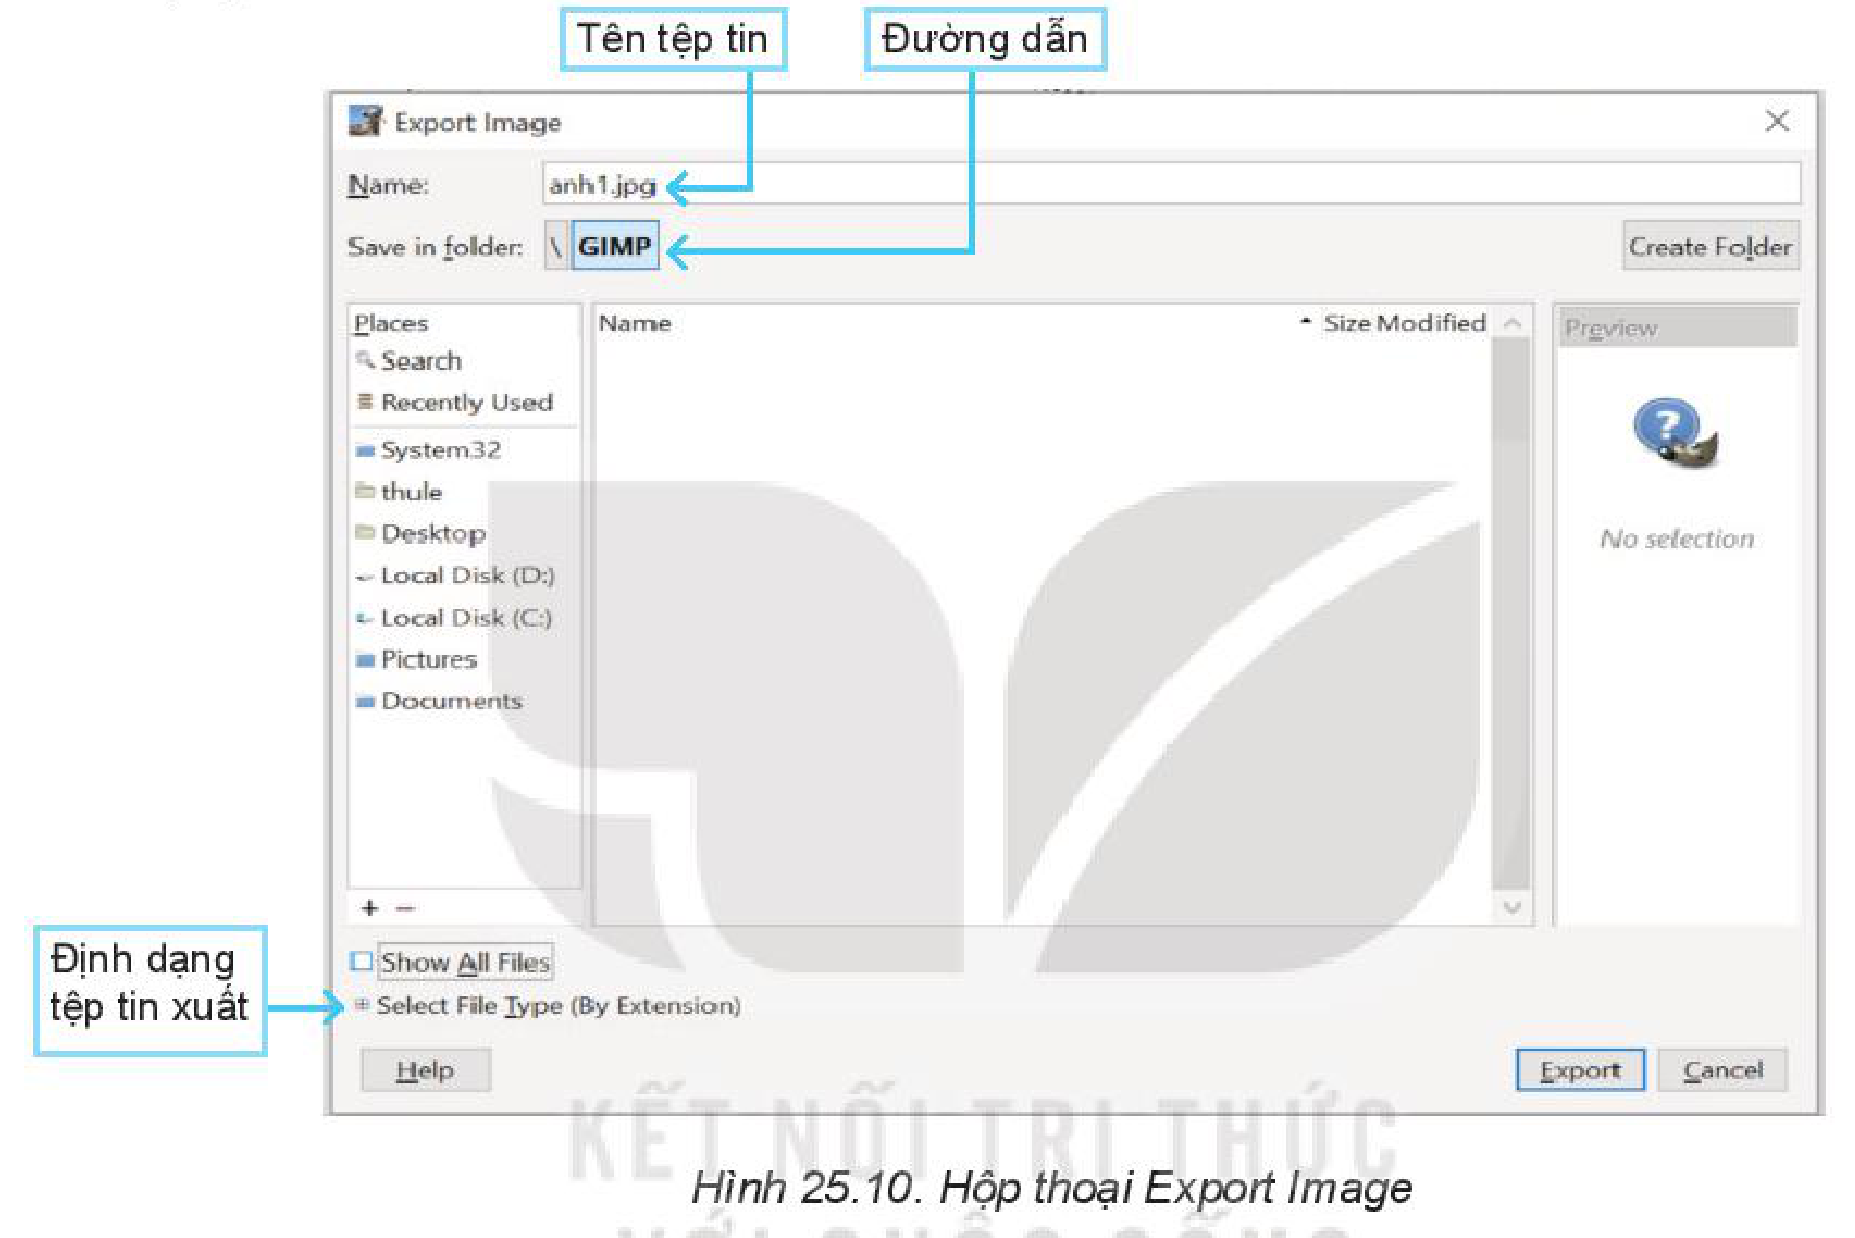 Tên tệp tin
Đường dẫn
Export Image
Name:
anh1.jpg
Save in folder:
\ GIMP
Create Folder
Places
Search
Recently Used
System32
thule
Desktop
Local Disk (D:)
Local Disk (C:)
Pictures
Documents
+ −
Name
Size Modified
Preview
No selection
Định dạng
tệp tin xuất
Show All Files
Select File Type (By Extension)
Help
Export
Cancel
KẾT NỐI TRI THỨC
Hình 25.10. Hộp thoại Export Image